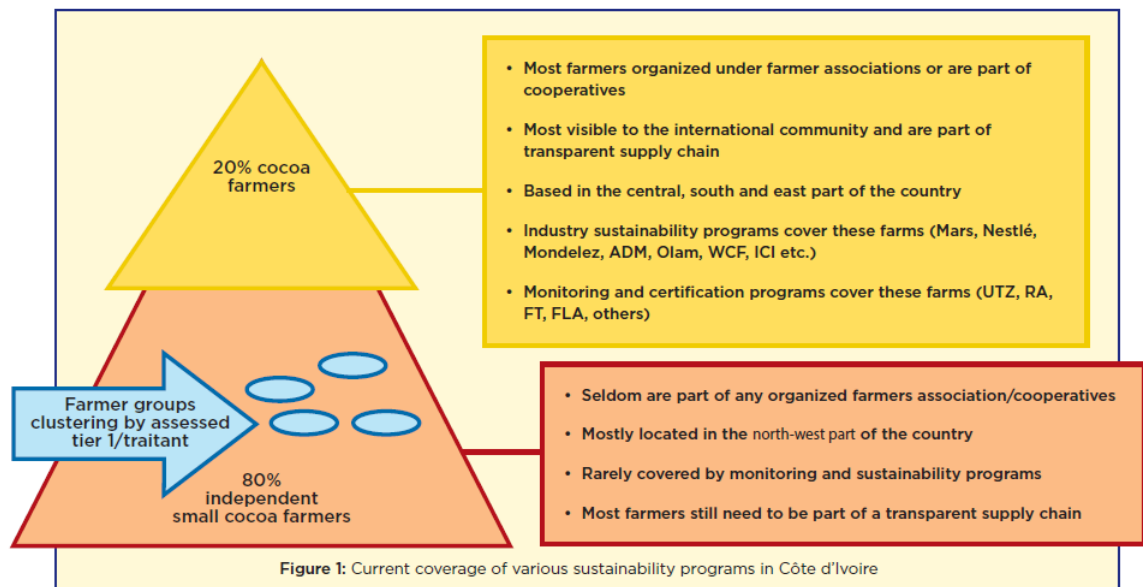 20% cocoa
farmers
• Most farmers organized under farmer associations or are part of
cooperatives
• Most visible to the international community and are part of
transparent supply chain
• Based in the central, south and east part of the country
• Industry sustainability programs cover these farms (Mars, Nestlé,
Mondelez, ADM, Olam, WCF, ICI etc.)
• Monitoring and certification programs cover these farms (UTZ, RA,
FT, FLA, others)
Farmer groups
clustering by assessed
tier 1/traitant
80%
independent
small cocoa farmers
• Seldom are part of any organized farmers association/cooperatives
• Mostly located in the north-west part of the country
• Rarely covered by monitoring and sustainability programs
• Most farmers still need to be part of a transparent supply chain
Figure 1: Current coverage of various sustainability programs in Côte d'Ivoire